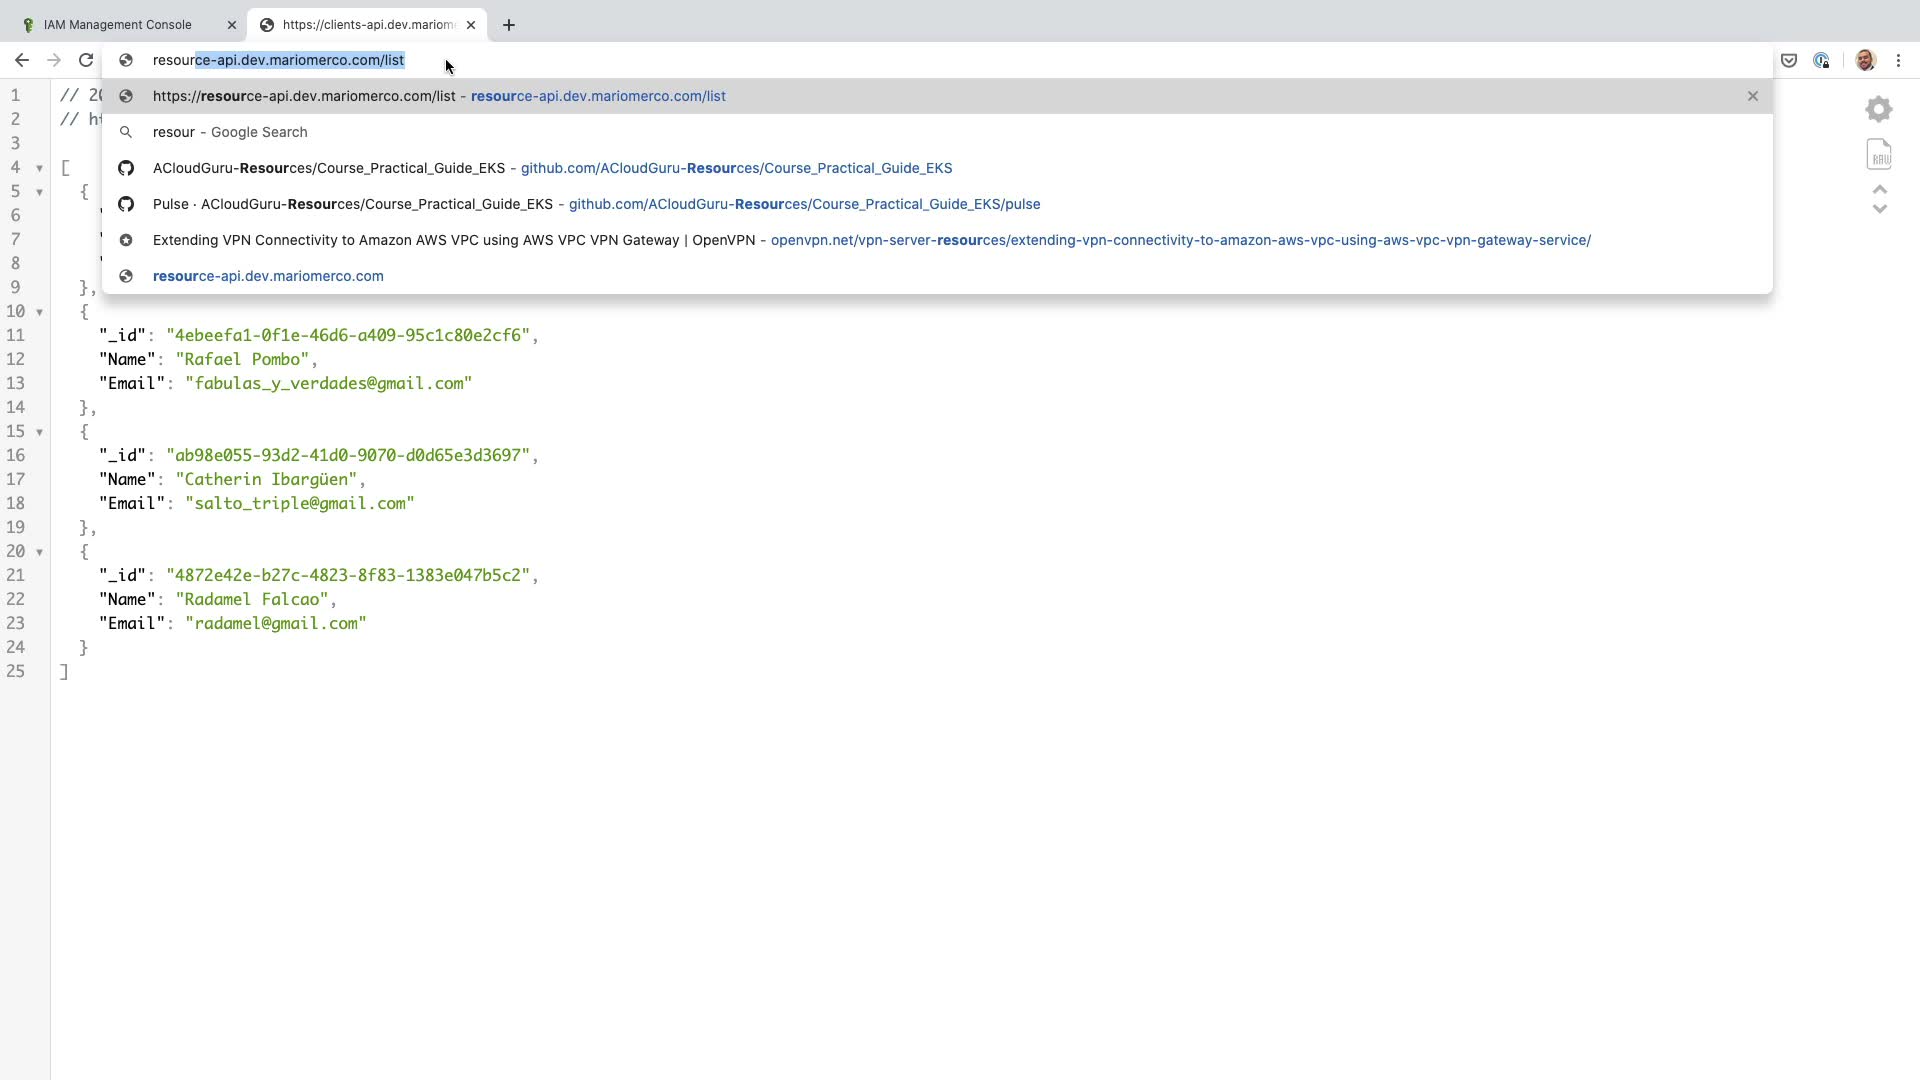 IAM Management Console
https://clients-api.dev.mariome
resource-api.dev.mariomerco.com/list
https://resource-api.dev.mariomerco.com/list - resource-api.dev.mariomerco.com/list
resour - Google Search
ACloudGuru-Resources/Course_Practical_Guide_EKS - github.com/ACloudGuru-Resources/Course_Practical_Guide_EKS
Pulse · ACloudGuru-Resources/Course_Practical_Guide_EKS - github.com/ACloudGuru-Resources/Course_Practical_Guide_EKS/pulse
Extending VPN Connectivity to Amazon AWS VPC using AWS VPC VPN Gateway | OpenVPN - openvpn.net/vpn-server-resources/extending-vpn-connectivity-to-amazon-aws-vpc-using-aws-vpc-vpn-gateway-service/
resource-api.dev.mariomerco.com
RAW
1 // 20
2 // ht
3
4 [
5 {
6 "
7 "
8 "
9 },
10 {
11 "_id": "4ebeefa1-0f1e-46d6-a409-95c1c80e2cf6",
12 "Name": "Rafael Pombo",
13 "Email": "fabulas_y_verdades@gmail.com"
14 },
15 {
16 "_id": "ab98e055-93d2-41d0-9070-d0d65e3d3697",
17 "Name": "Catherin Ibargüen",
18 "Email": "salto_triple@gmail.com"
19 },
20 {
21 "_id": "4872e42e-b27c-4823-8f83-1383e047b5c2",
22 "Name": "Radamel Falcao",
23 "Email": "radamel@gmail.com"
24 }
25 ]